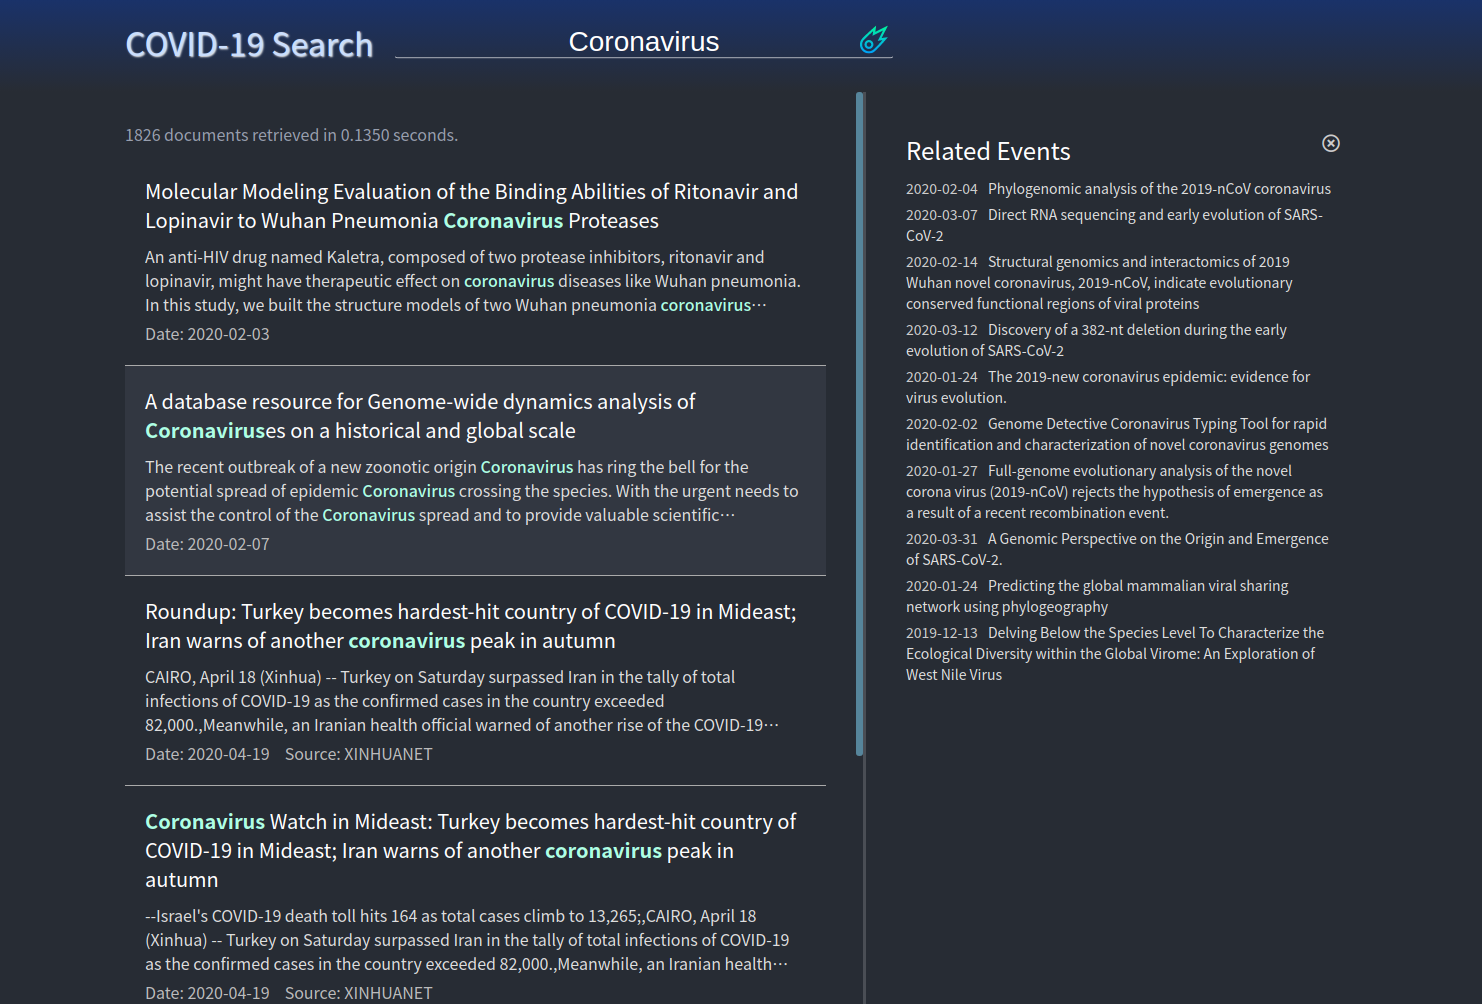 COVID-19 Search
Coronavirus
1826 documents retrieved in 0.1350 seconds.
Molecular Modeling Evaluation of the Binding Abilities of Ritonavir and
Lopinavir to Wuhan Pneumonia Coronavirus Proteases
An anti-HIV drug named Kaletra, composed of two protease inhibitors, ritonavir and
lopinavir, might have therapeutic effect on coronavirus diseases like Wuhan pneumonia.
In this study, we built the structure models of two Wuhan pneumonia coronavirus⋯
Date: 2020-02-03
A database resource for Genome-wide dynamics analysis of
Coronaviruses on a historical and global scale
The recent outbreak of a new zoonotic origin Coronavirus has ring the bell for the
potential spread of epidemic Coronavirus crossing the species. With the urgent needs to
assist the control of the Coronavirus spread and to provide valuable scientific⋯
Date: 2020-02-07
Roundup: Turkey becomes hardest-hit country of COVID-19 in Mideast;
Iran warns of another coronavirus peak in autumn
CAIRO, April 18 (Xinhua) -- Turkey on Saturday surpassed Iran in the tally of total
infections of COVID-19 as the confirmed cases in the country exceeded
82,000.,Meanwhile, an Iranian health official warned of another rise of the COVID-19⋯
Date: 2020-04-19 Source: XINHUANET
Coronavirus Watch in Mideast: Turkey becomes hardest-hit country of
COVID-19 in Mideast; Iran warns of another coronavirus peak in
autumn
--Israel's COVID-19 death toll hits 164 as total cases climb to 13,265;,CAIRO, April 18
(Xinhua) -- Turkey on Saturday surpassed Iran in the tally of total infections of COVID-19
as the confirmed cases in the country exceeded 82,000.,Meanwhile, an Iranian health⋯
Date: 2020-04-19 Source: XINHUANET
Related Events
2020-02-04 Phylogenomic analysis of the 2019-nCoV coronavirus
2020-03-07 Direct RNA sequencing and early evolution of SARS-
CoV-2
2020-02-14 Structural genomics and interactomics of 2019
Wuhan novel coronavirus, 2019-nCoV, indicate evolutionary
conserved functional regions of viral proteins
2020-03-12 Discovery of a 382-nt deletion during the early
evolution of SARS-CoV-2
2020-01-24 The 2019-new coronavirus epidemic: evidence for
virus evolution.
2020-02-02 Genome Detective Coronavirus Typing Tool for rapid
identification and characterization of novel coronavirus genomes
2020-01-27 Full-genome evolutionary analysis of the novel
corona virus (2019-nCoV) rejects the hypothesis of emergence as
a result of a recent recombination event.
2020-03-31 A Genomic Perspective on the Origin and Emergence
of SARS-CoV-2.
2020-01-24 Predicting the global mammalian viral sharing
network using phylogeography
2019-12-13 Delving Below the Species Level To Characterize the
Ecological Diversity within the Global Virome: An Exploration of
West Nile Virus